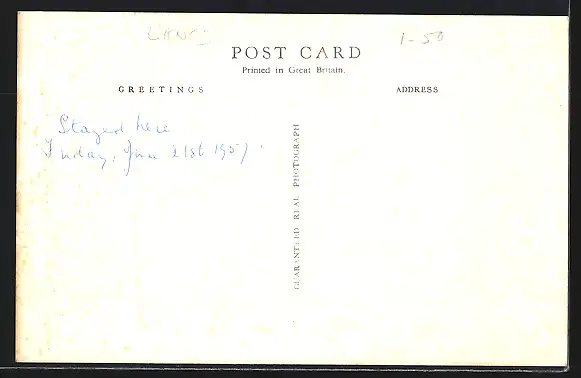 LANCS
1-50
POST CARD
Printed in Great Britain.
GREETINGS
ADDRESS
Stayed here
Friday, June 21st 1957.
GUARANTEED REAL PHOTOGRAPH